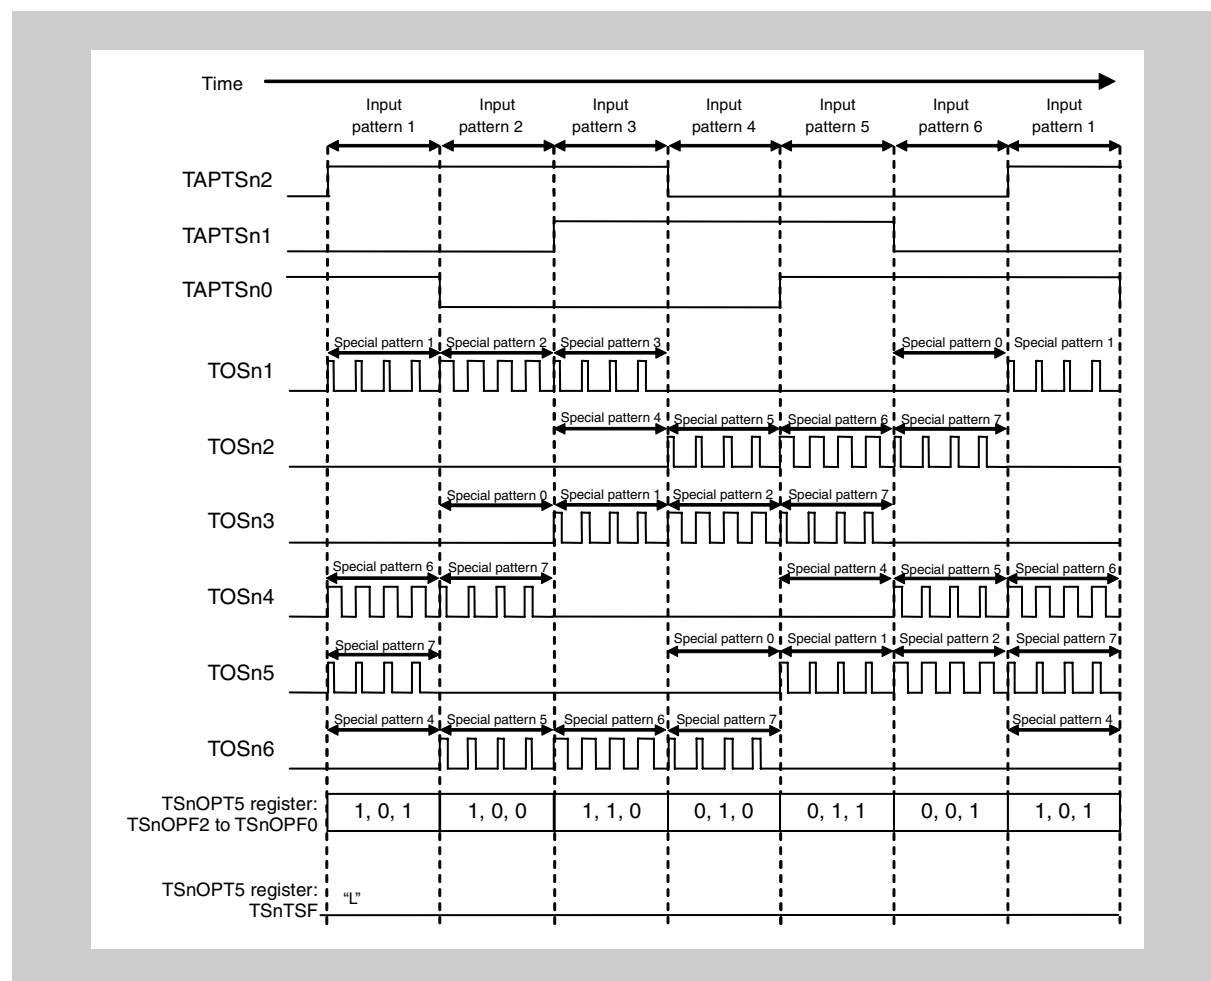 Time
Input pattern 1
Input pattern 2
Input pattern 3
Input pattern 4
Input pattern 5
Input pattern 6
Input pattern 1
TAPTSn2
TAPTSn1
TAPTSn0
Special pattern 1 Special pattern 2 Special pattern 3 Special pattern 0 Special pattern 1
TOSn1
Special pattern 4 Special pattern 5 Special pattern 6 Special pattern 7
TOSn2
Special pattern 0 Special pattern 1 Special pattern 2 Special pattern 7
TOSn3
Special pattern 6 Special pattern 7 Special pattern 4 Special pattern 5 Special pattern 6
TOSn4
Special pattern 7 Special pattern 0 Special pattern 1 Special pattern 2 Special pattern 7
TOSn5
Special pattern 4 Special pattern 5 Special pattern 6 Special pattern 7 Special pattern 4
TOSn6
TSnOPT5 register:
TSnOPF2 to TSnOPF0
1, 0, 1 1, 0, 0 1, 1, 0 0, 1, 0 0, 1, 1 0, 0, 1 1, 0, 1
TSnOPT5 register:
TSnTSF
“L”